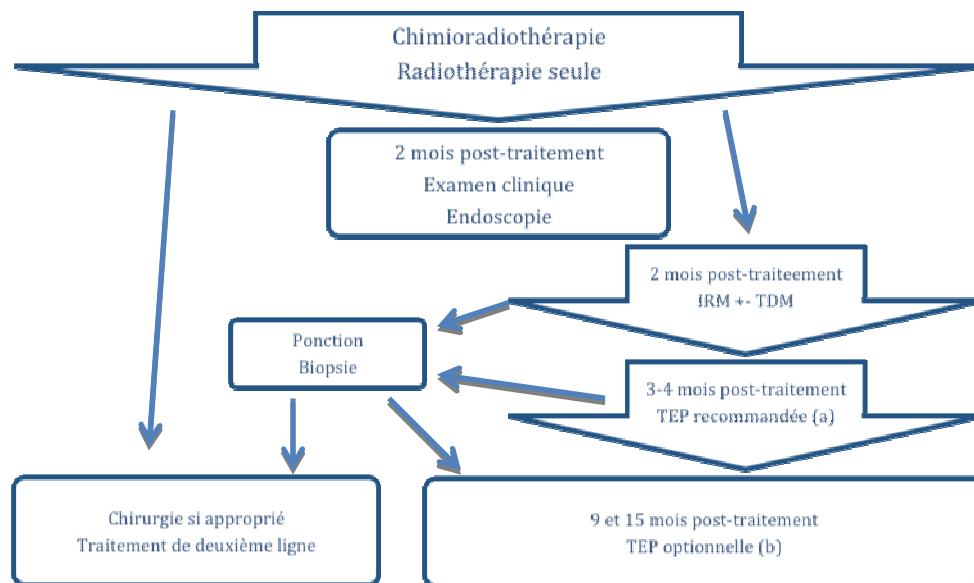 Chimioradiothérapie
Radiothérapie seule
2 mois post-traitement
Examen clinique
Endoscopie
2 mois post-traiteement
IRM +- TDM
Ponction
Biopsie
3-4 mois post-traitement
TEP recommandée (a)
Chirurgie si approprié
Traitement de deuxième ligne
9 et 15 mois post-traitement
TEP optionnelle (b)